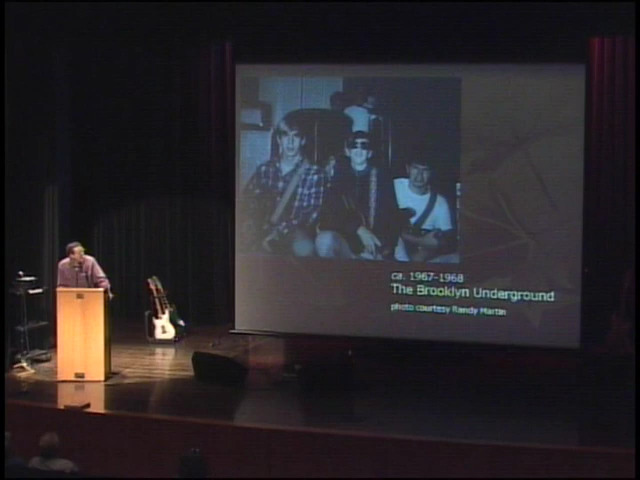 ca. 1967-1968
The Brooklyn Underground
photo courtesy Randy Martin